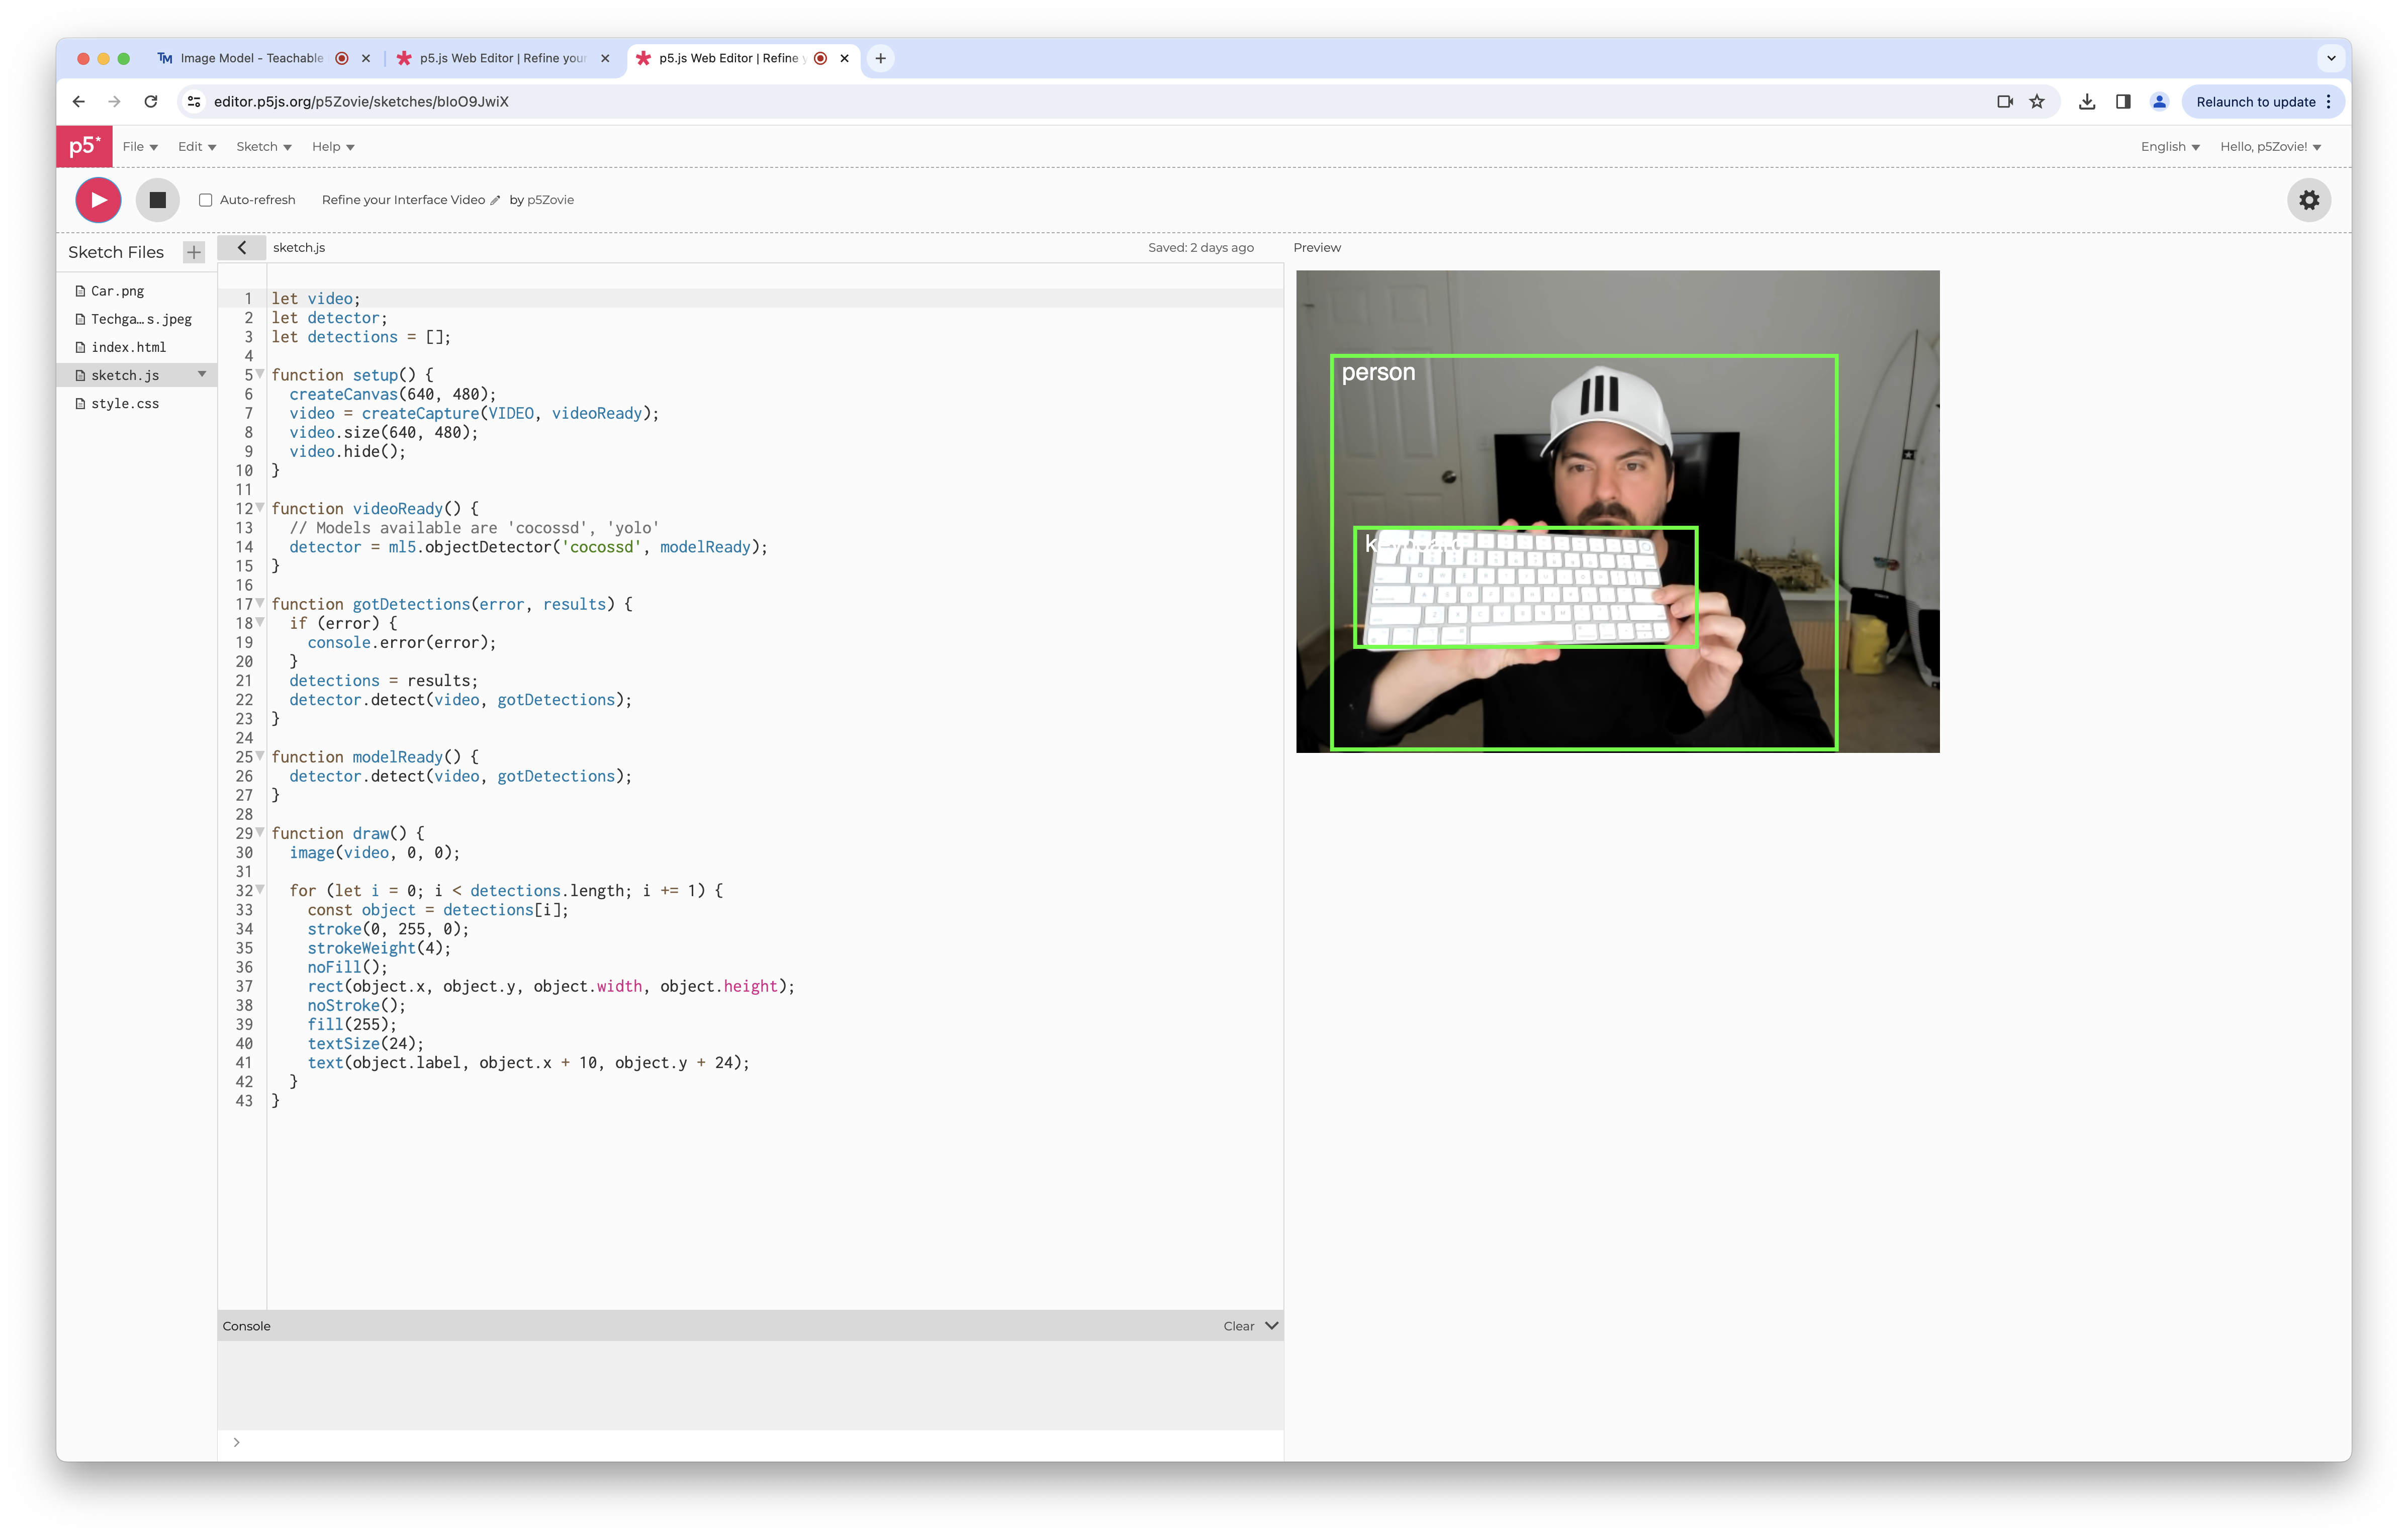 Image Model - Teachable
p5.js Web Editor | Refine your
p5.js Web Editor | Refine y
editor.p5js.org/p5Zovie/sketches/bIoO9JwiX
Relaunch to update
p5*
File
Edit
Sketch
Help
English
Hello, p5Zovie!
Auto-refresh
Refine your Interface Video
by p5Zovie
Sketch Files
Car.png
Techga…s.jpeg
index.html
sketch.js
style.css
sketch.js
Saved: 2 days ago
1 let video;
2 let detector;
3 let detections = [];
4
5 function setup() {
6   createCanvas(640, 480);
7   video = createCapture(VIDEO, videoReady);
8   video.size(640, 480);
9   video.hide();
10 }
11
12 function videoReady() {
13   // Models available are 'cocossd', 'yolo'
14   detector = ml5.objectDetector('cocossd', modelReady);
15 }
16
17 function gotDetections(error, results) {
18   if (error) {
19     console.error(error);
20   }
21   detections = results;
22   detector.detect(video, gotDetections);
23 }
24
25 function modelReady() {
26   detector.detect(video, gotDetections);
27 }
28
29 function draw() {
30   image(video, 0, 0);
31
32   for (let i = 0; i < detections.length; i += 1) {
33     const object = detections[i];
34     stroke(0, 255, 0);
35     strokeWeight(4);
36     noFill();
37     rect(object.x, object.y, object.width, object.height);
38     noStroke();
39     fill(255);
40     textSize(24);
41     text(object.label, object.x + 10, object.y + 24);
42   }
43 }
Console
Clear
>
Preview
person
keyboard